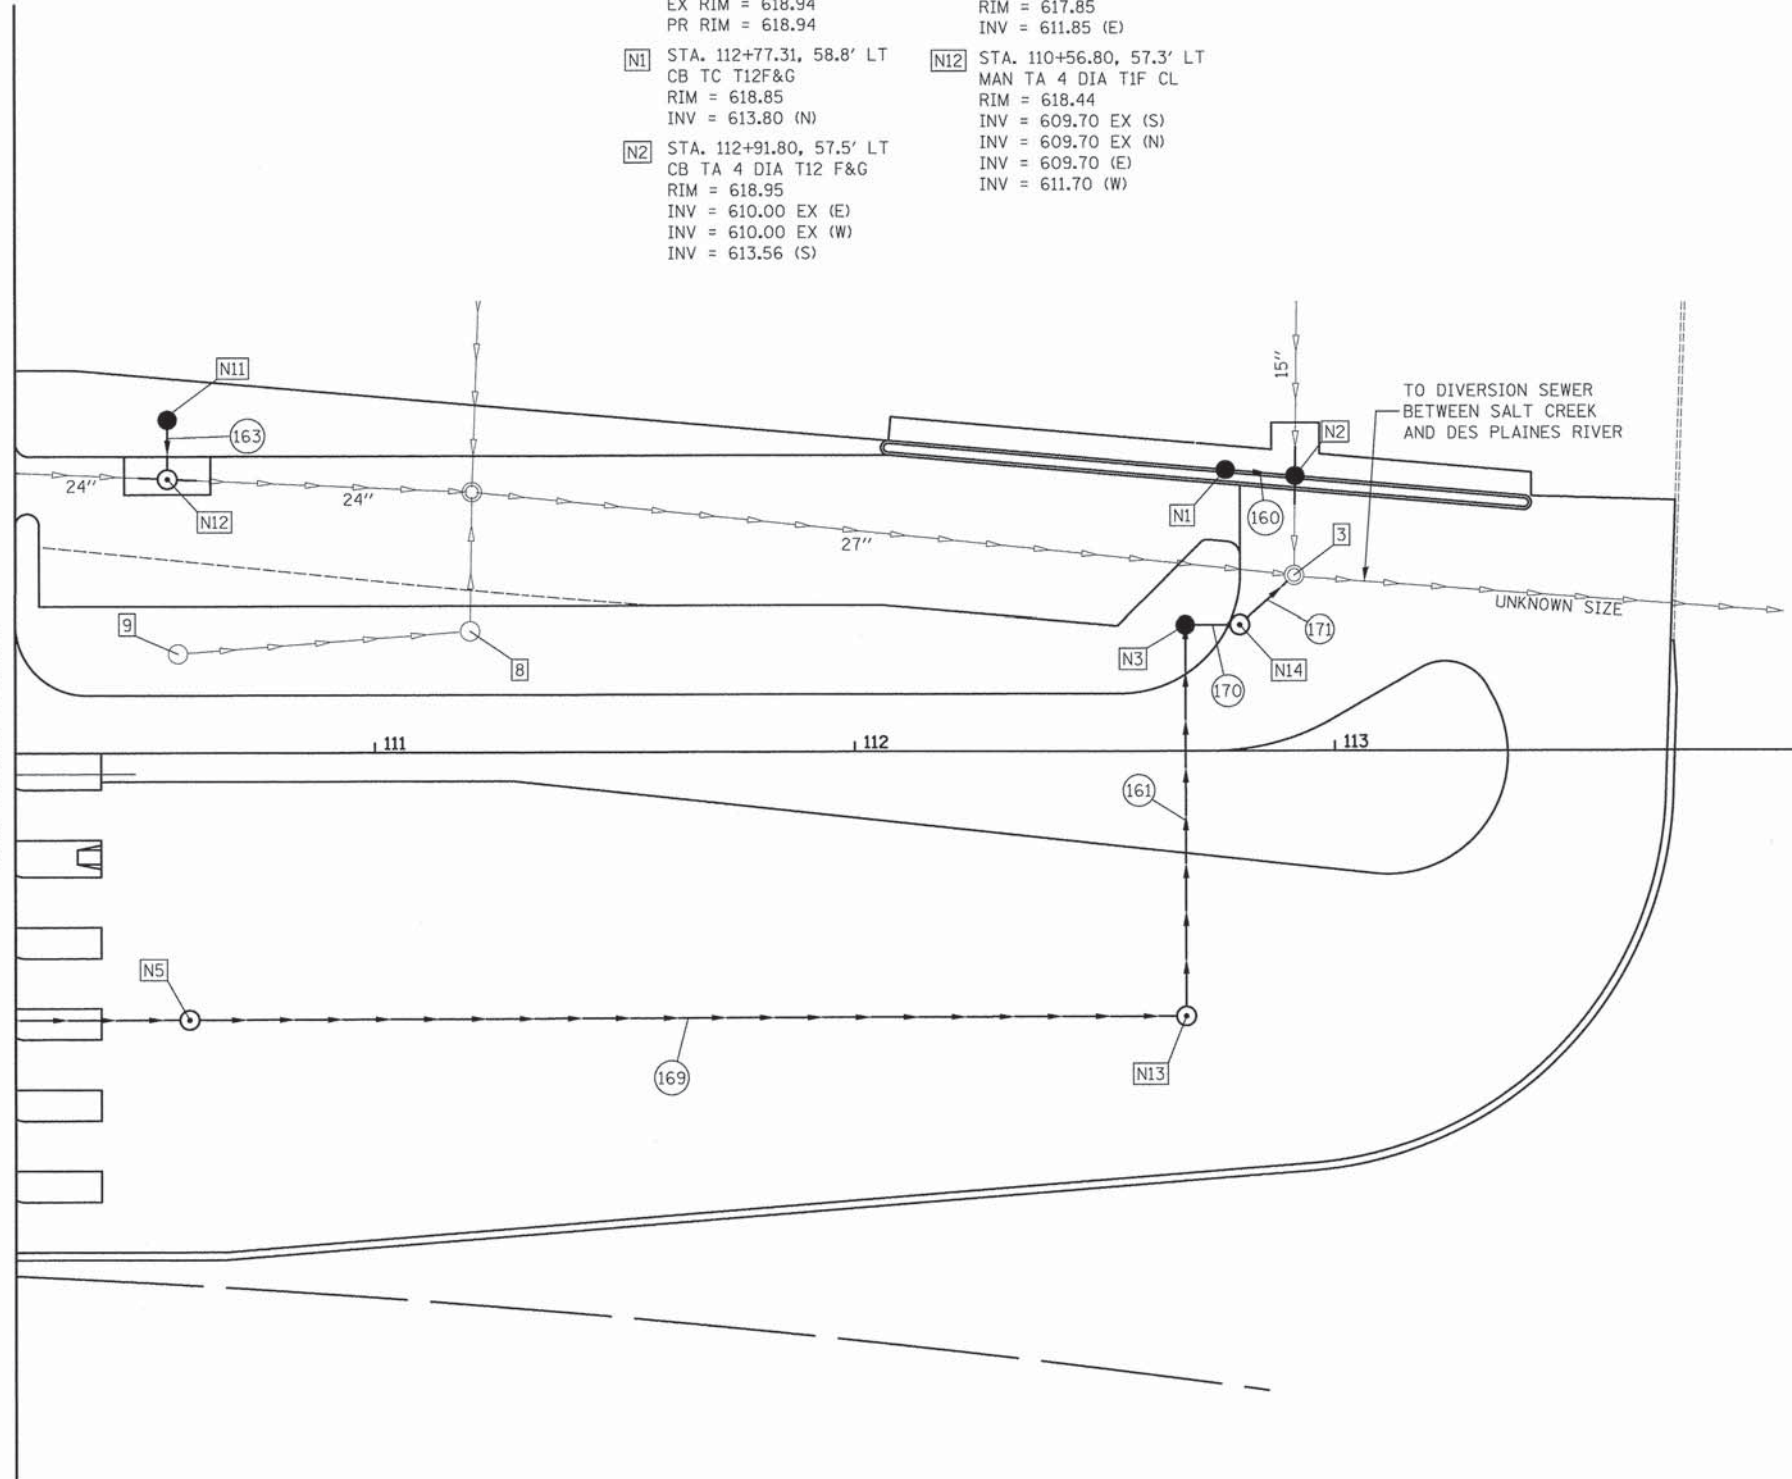 EX RIM = 618.94
PR RIM = 618.94
N1 STA. 112+77.31, 58.8' LT
CB TC T12F&G
RIM = 618.85
INV = 613.80 (N)
N2 STA. 112+91.80, 57.5' LT
CB TA 4 DIA T12 F&G
RIM = 618.95
INV = 610.00 EX (E)
INV = 610.00 EX (W)
INV = 613.56 (S)
RIM = 617.85
INV = 611.85 (E)
N12 STA. 110+56.80, 57.3' LT
MAN TA 4 DIA T1F CL
RIM = 618.44
INV = 609.70 EX (S)
INV = 609.70 EX (N)
INV = 609.70 (E)
INV = 611.70 (W)
N11
163
24"
N12
24"
15"
TO DIVERSION SEWER
BETWEEN SALT CREEK
AND DES PLAINES RIVER
N2
N1
160
3
27"
UNKNOWN SIZE
9
8
N3
170
N14
171
111
112
113
161
N5
169
N13